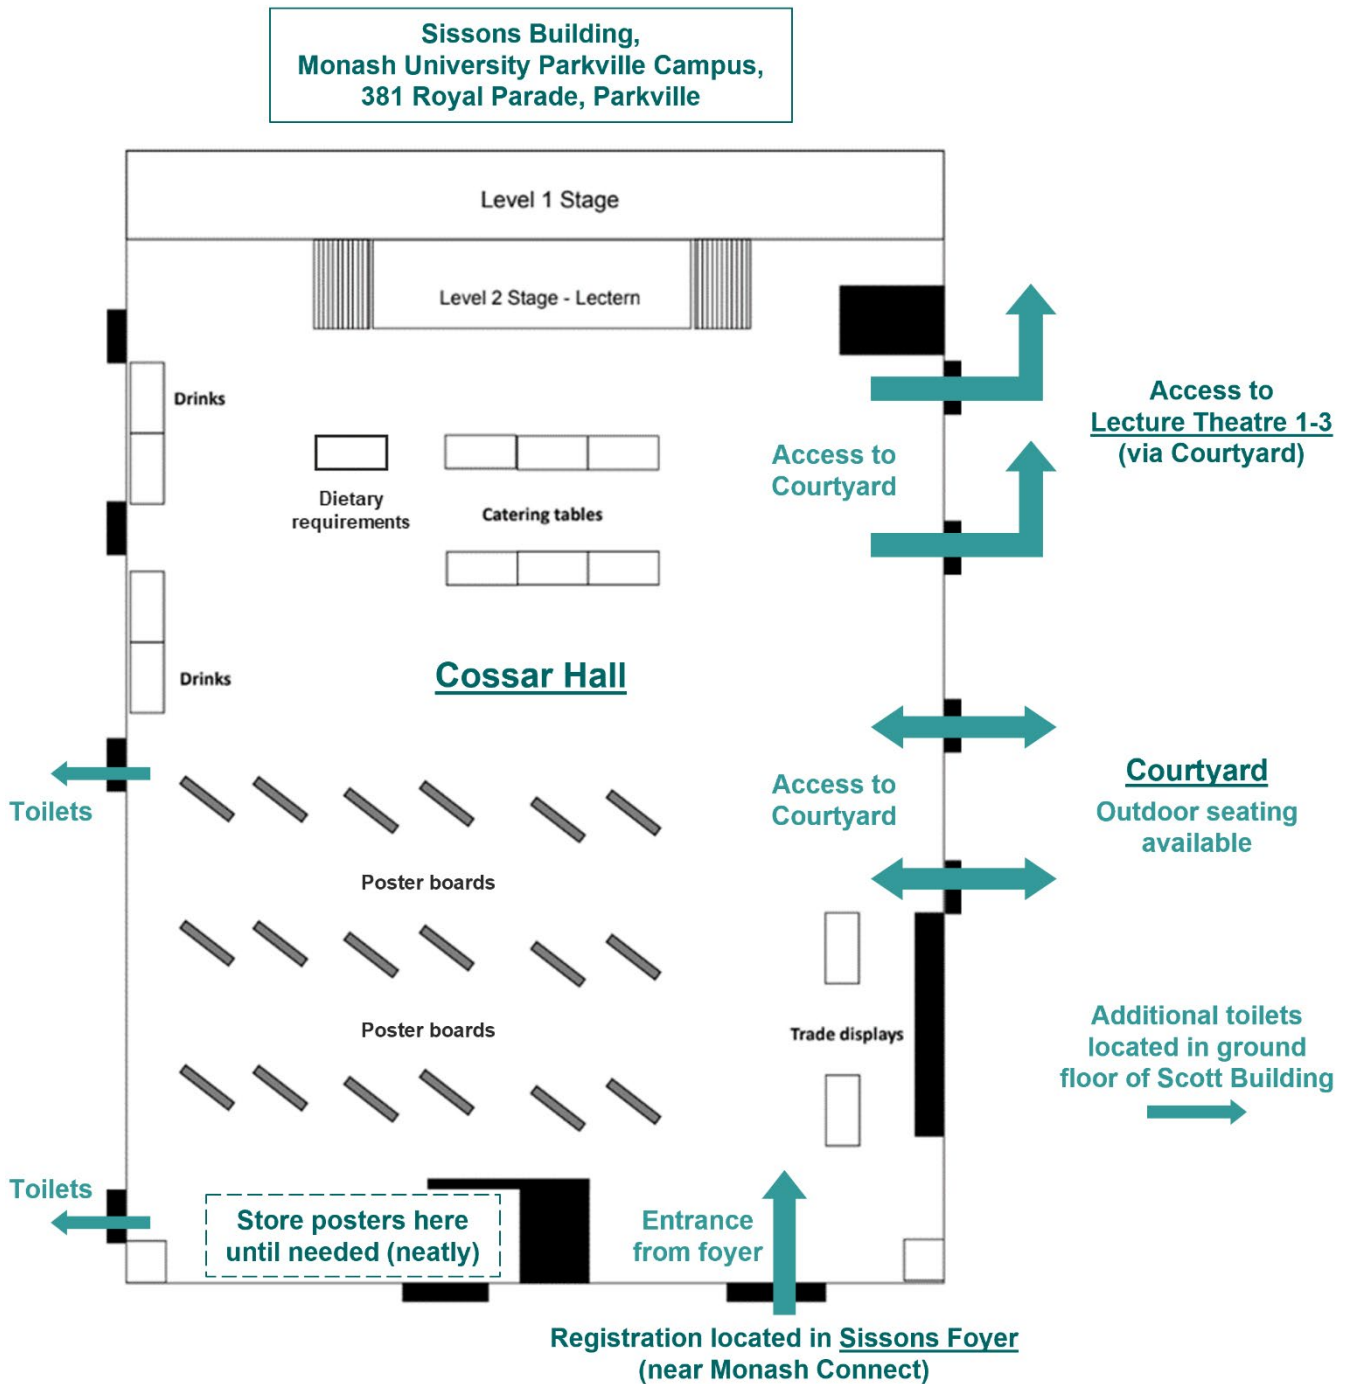 Sissons Building,
Monash University Parkville Campus,
381 Royal Parade, Parkville
Level 1 Stage
Level 2 Stage - Lectern
Drinks
Access to
Lecture Theatre 1-3
(via Courtyard)
Access to
Courtyard
Dietary
requirements
Catering tables
Cossar Hall
Drinks
Toilets
Access to
Courtyard
Courtyard
Outdoor seating
available
Poster boards
Poster boards
Trade displays
Additional toilets
located in ground
floor of Scott Building
Toilets
Store posters here
until needed (neatly)
Entrance
from foyer
Registration located in Sissons Foyer
(near Monash Connect)